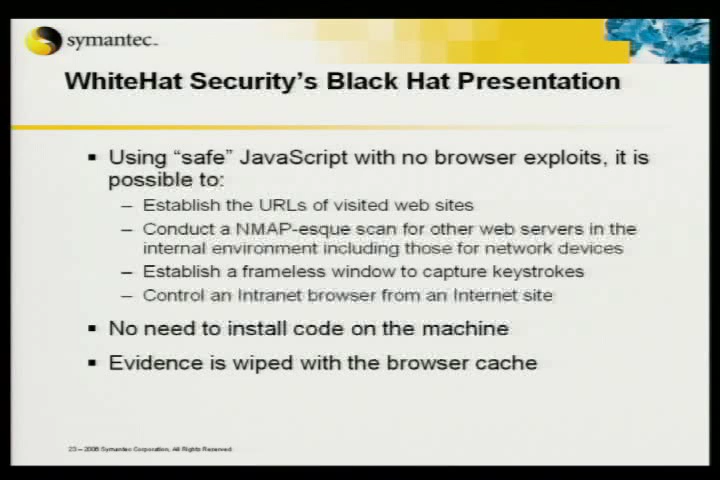 symantec.
WhiteHat Security's Black Hat Presentation
▪ Using "safe" JavaScript with no browser exploits, it is
possible to:
– Establish the URLs of visited web sites
– Conduct a NMAP-esque scan for other web servers in the
internal environment including those for network devices
– Establish a frameless window to capture keystrokes
– Control an Intranet browser from an Internet site
▪ No need to install code on the machine
▪ Evidence is wiped with the browser cache
23 – 2006 Symantec Corporation, All Rights Reserved